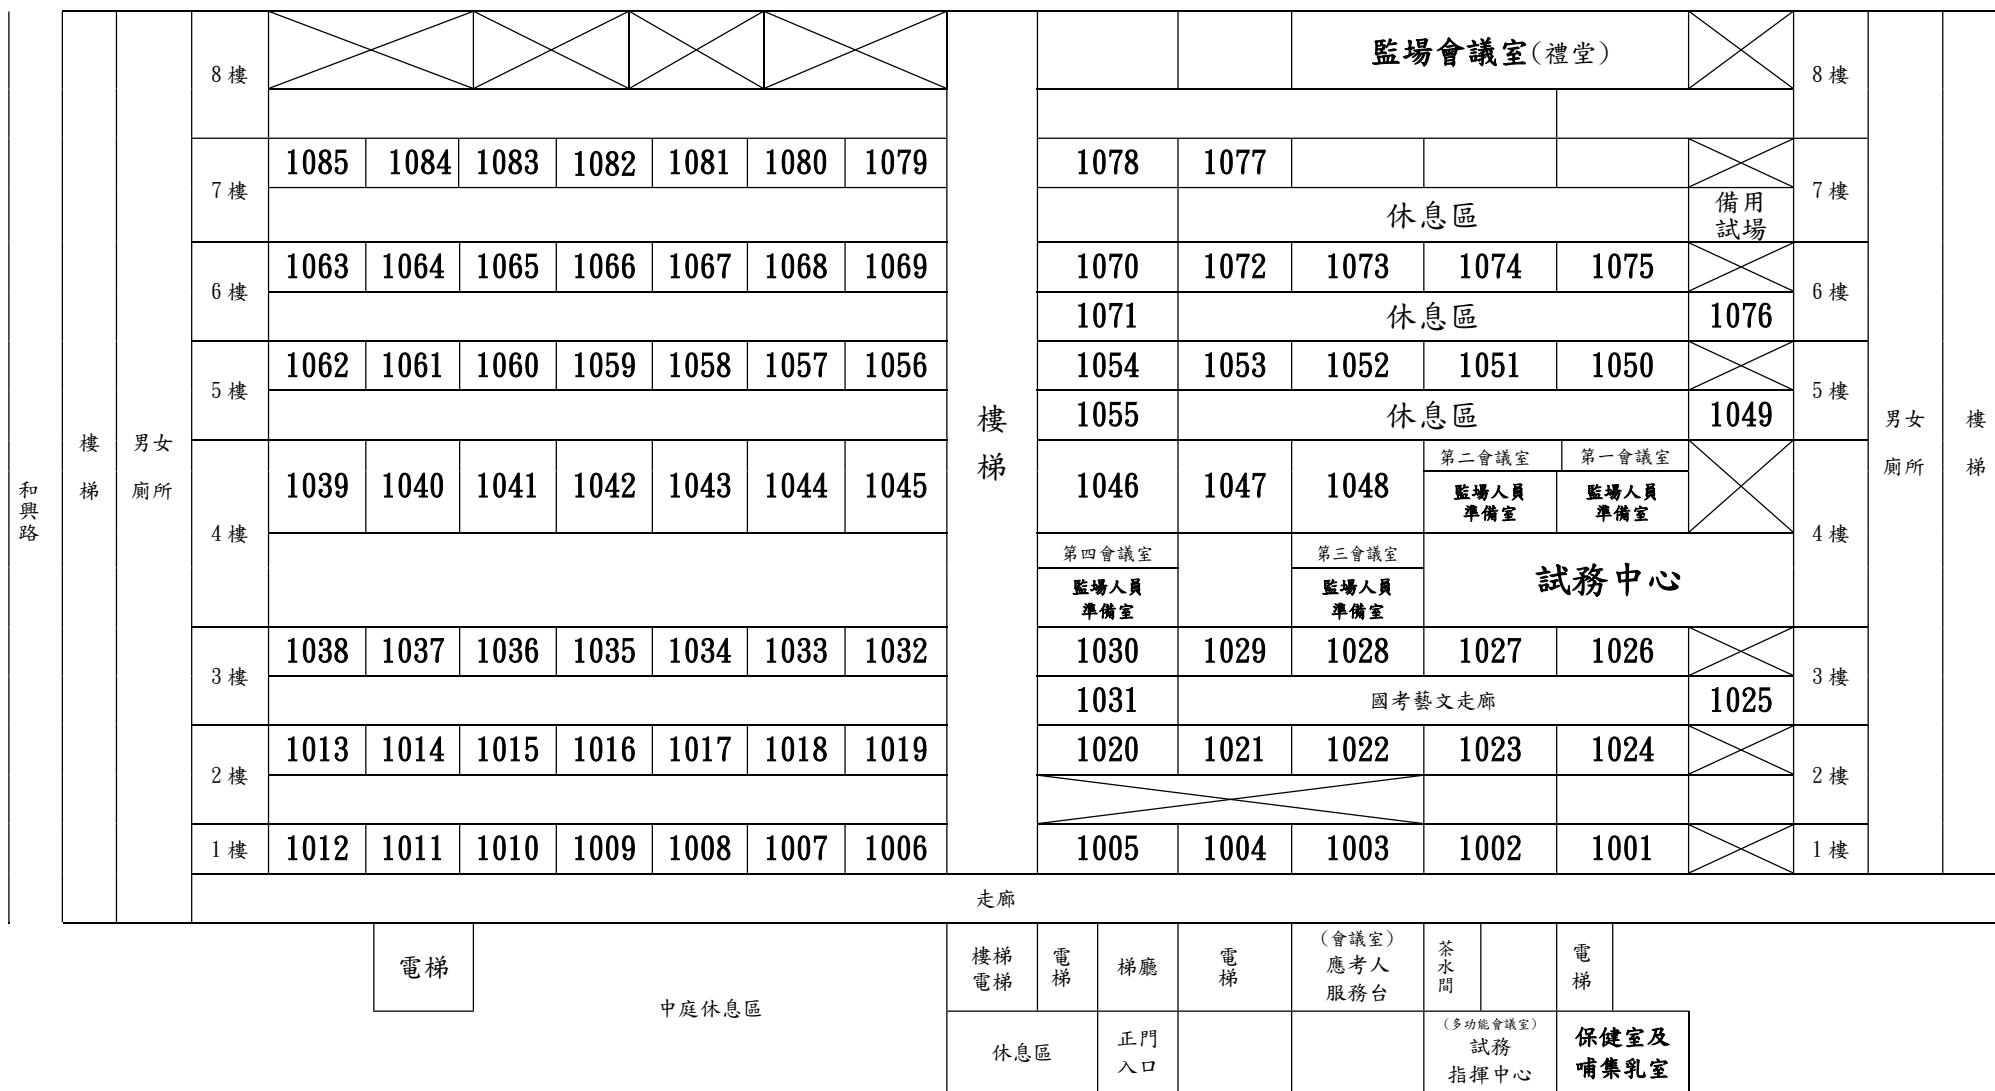 監場會議室(禮堂)
8樓
8樓
1085 1084 1083 1082 1081 1080 1079 1078 1077
7樓
7樓
休息區
備用
試場
1063 1064 1065 1066 1067 1068 1069 1070 1072 1073 1074 1075
6樓
6樓
1071 休息區 1076
1062 1061 1060 1059 1058 1057 1056 1054 1053 1052 1051 1050
5樓
5樓
1055 休息區 1049
樓
梯
和
興
路
樓
梯
男女
廁所
男女
廁所
樓
梯
第二會議室 第一會議室
1039 1040 1041 1042 1043 1044 1045 1046 1047 1048
監場人員
準備室
監場人員
準備室
4樓
4樓
第四會議室
監場人員
準備室
第三會議室
監場人員
準備室
試務中心
1038 1037 1036 1035 1034 1033 1032 1030 1029 1028 1027 1026
3樓
3樓
1031 國考藝文走廊 1025
1013 1014 1015 1016 1017 1018 1019 1020 1021 1022 1023 1024
2樓
2樓
1樓 1012 1011 1010 1009 1008 1007 1006 1005 1004 1003 1002 1001 1樓
走廊
電梯
中庭休息區
樓梯
電梯
電
梯
梯廳
電
梯
(會議室)
應考人
服務台
茶
水
間
電
梯
休息區
正門
入口
(多功能會議室)
試務
指揮中心
保健室及
哺集乳室